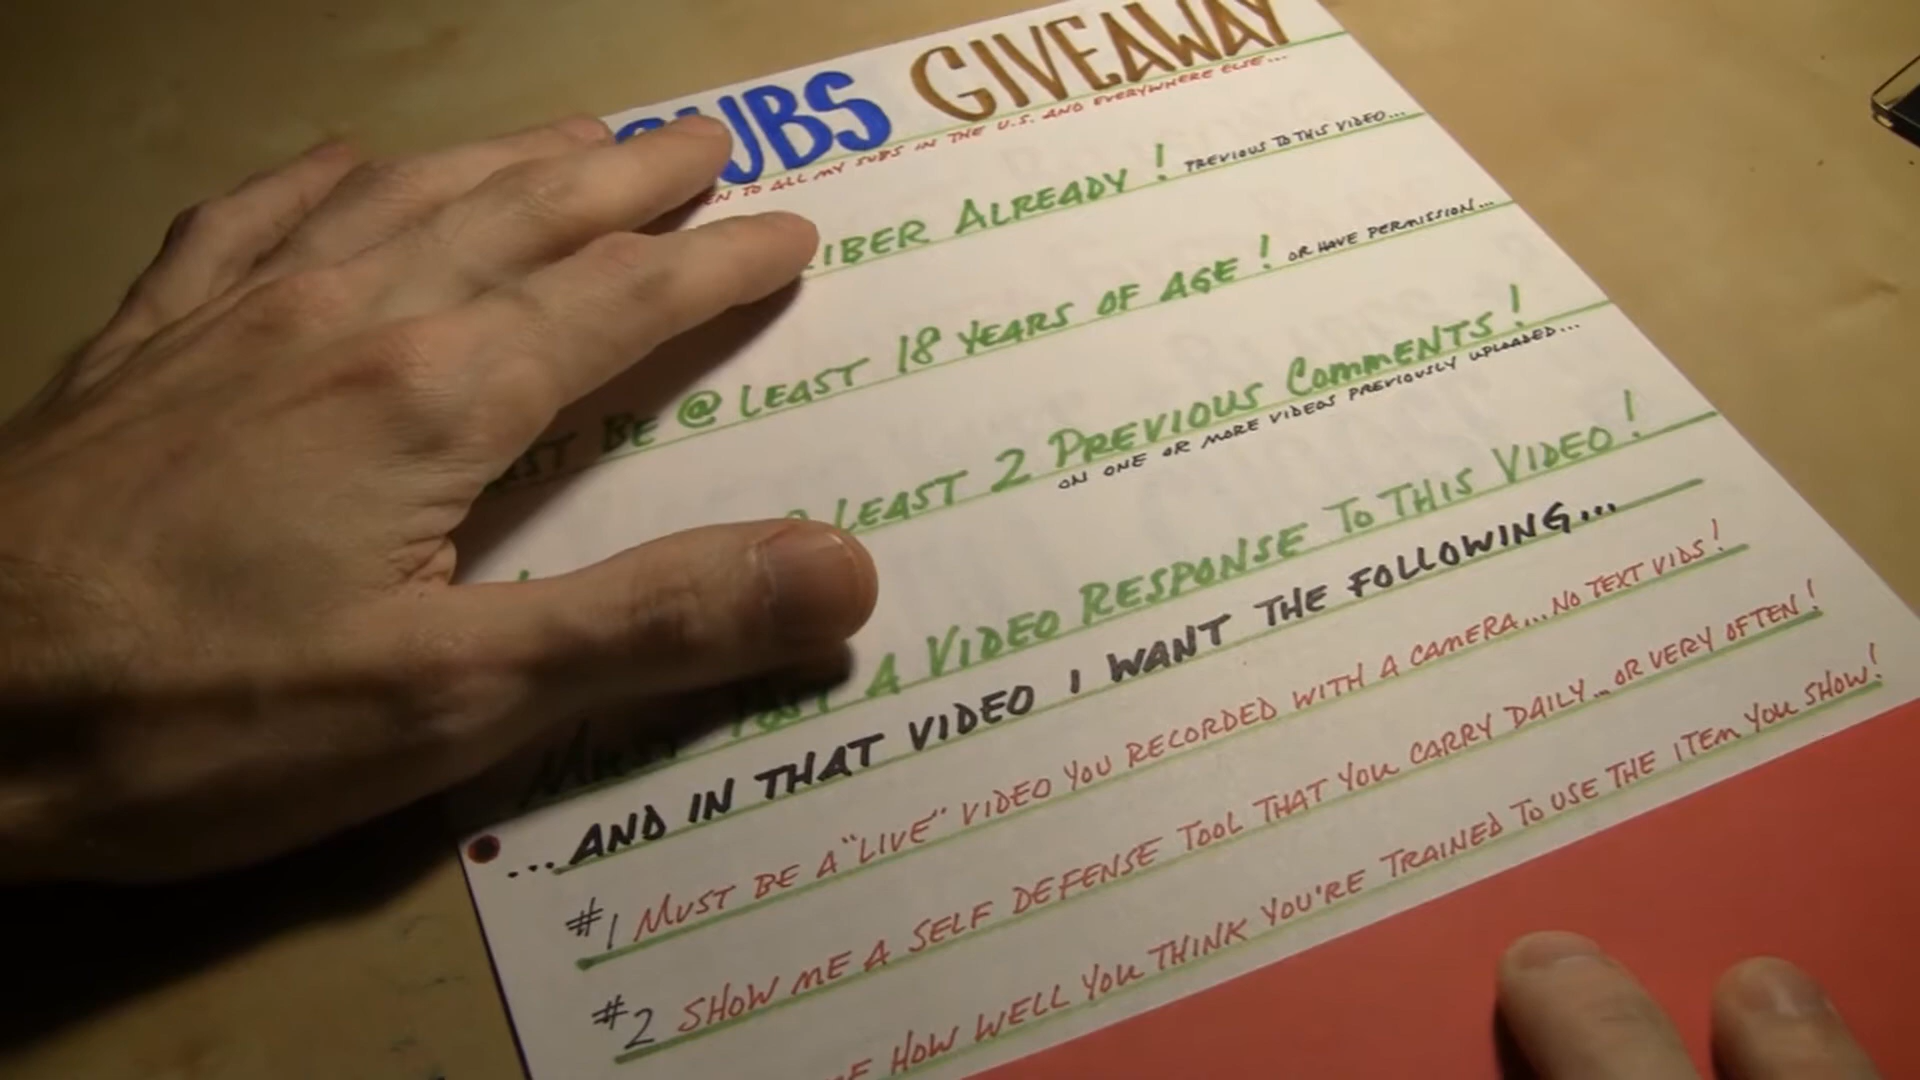 SUBS GIVEAWAY
TO ALL MY SUBS IN THE U.S. AND EVERYWHERE ELSE...
ALREADY! PREVIOUS TO THIS VIDEO...
BE @ LEAST 18 YEARS OF AGE! OR HAVE PERMISSION...
LEAST 2 PREVIOUS COMMENTS!
ON ONE OR MORE VIDEOS PREVIOUSLY UPLOADED...
A VIDEO RESPONSE TO THIS VIDEO!
...AND IN THAT VIDEO I WANT THE FOLLOWING...
#1 MUST BE A "LIVE" VIDEO YOU RECORDED WITH A CAMERA...NO TEXT VIDS!
#2 SHOW ME A SELF DEFENSE TOOL THAT YOU CARRY DAILY...OR VERY OFTEN!
HOW WELL YOU THINK YOU'RE TRAINED TO USE THE ITEM YOU SHOW!